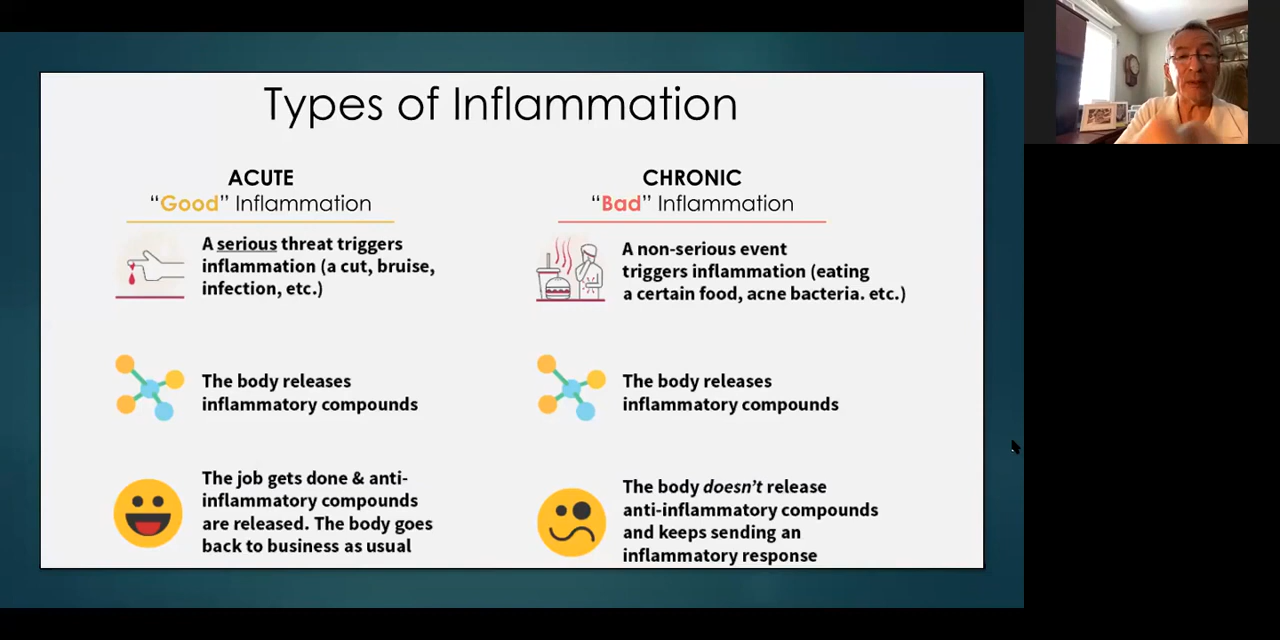 Types of Inflammation
ACUTE
“Good” Inflammation
A serious threat triggers
inflammation (a cut, bruise,
infection, etc.)
The body releases
inflammatory compounds
The job gets done & anti-
inflammatory compounds
are released. The body goes
back to business as usual
CHRONIC
“Bad” Inflammation
A non-serious event
triggers inflammation (eating
a certain food, acne bacteria. etc.)
The body releases
inflammatory compounds
The body doesn’t release
anti-inflammatory compounds
and keeps sending an
inflammatory response